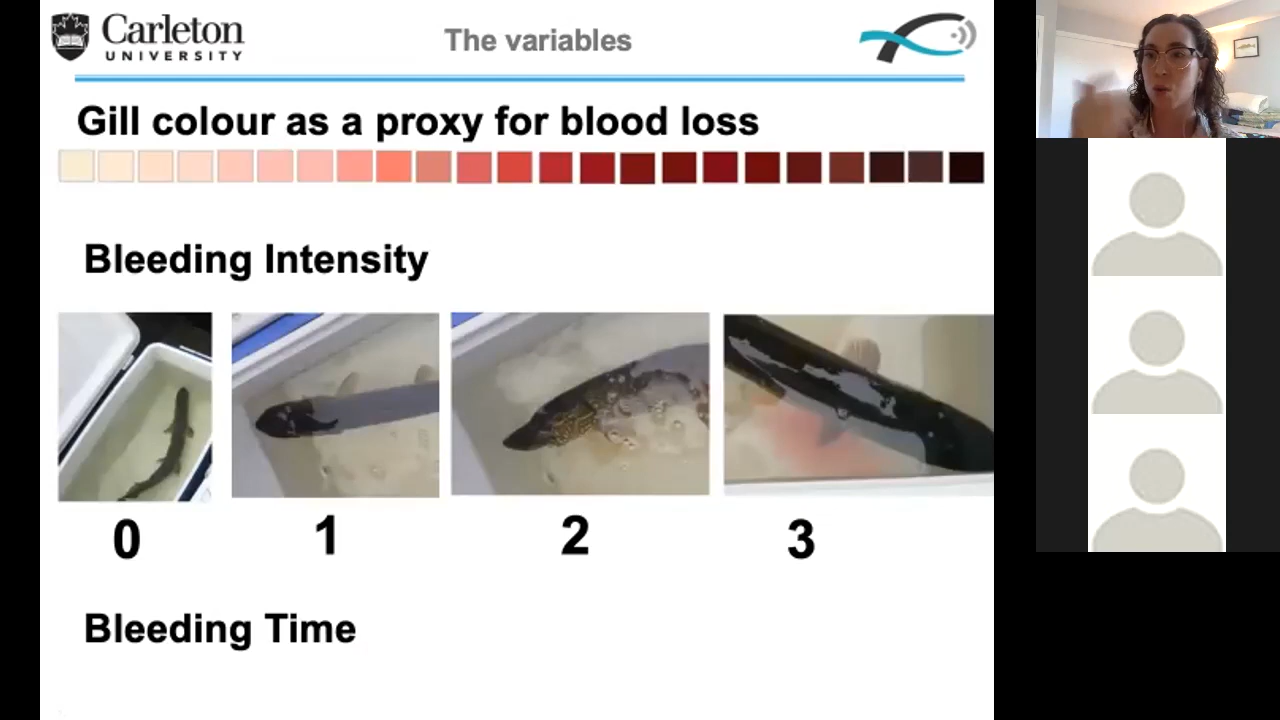 Carleton
UNIVERSITY
The variables
Gill colour as a proxy for blood loss
Bleeding Intensity
0
1
2
3
Bleeding Time